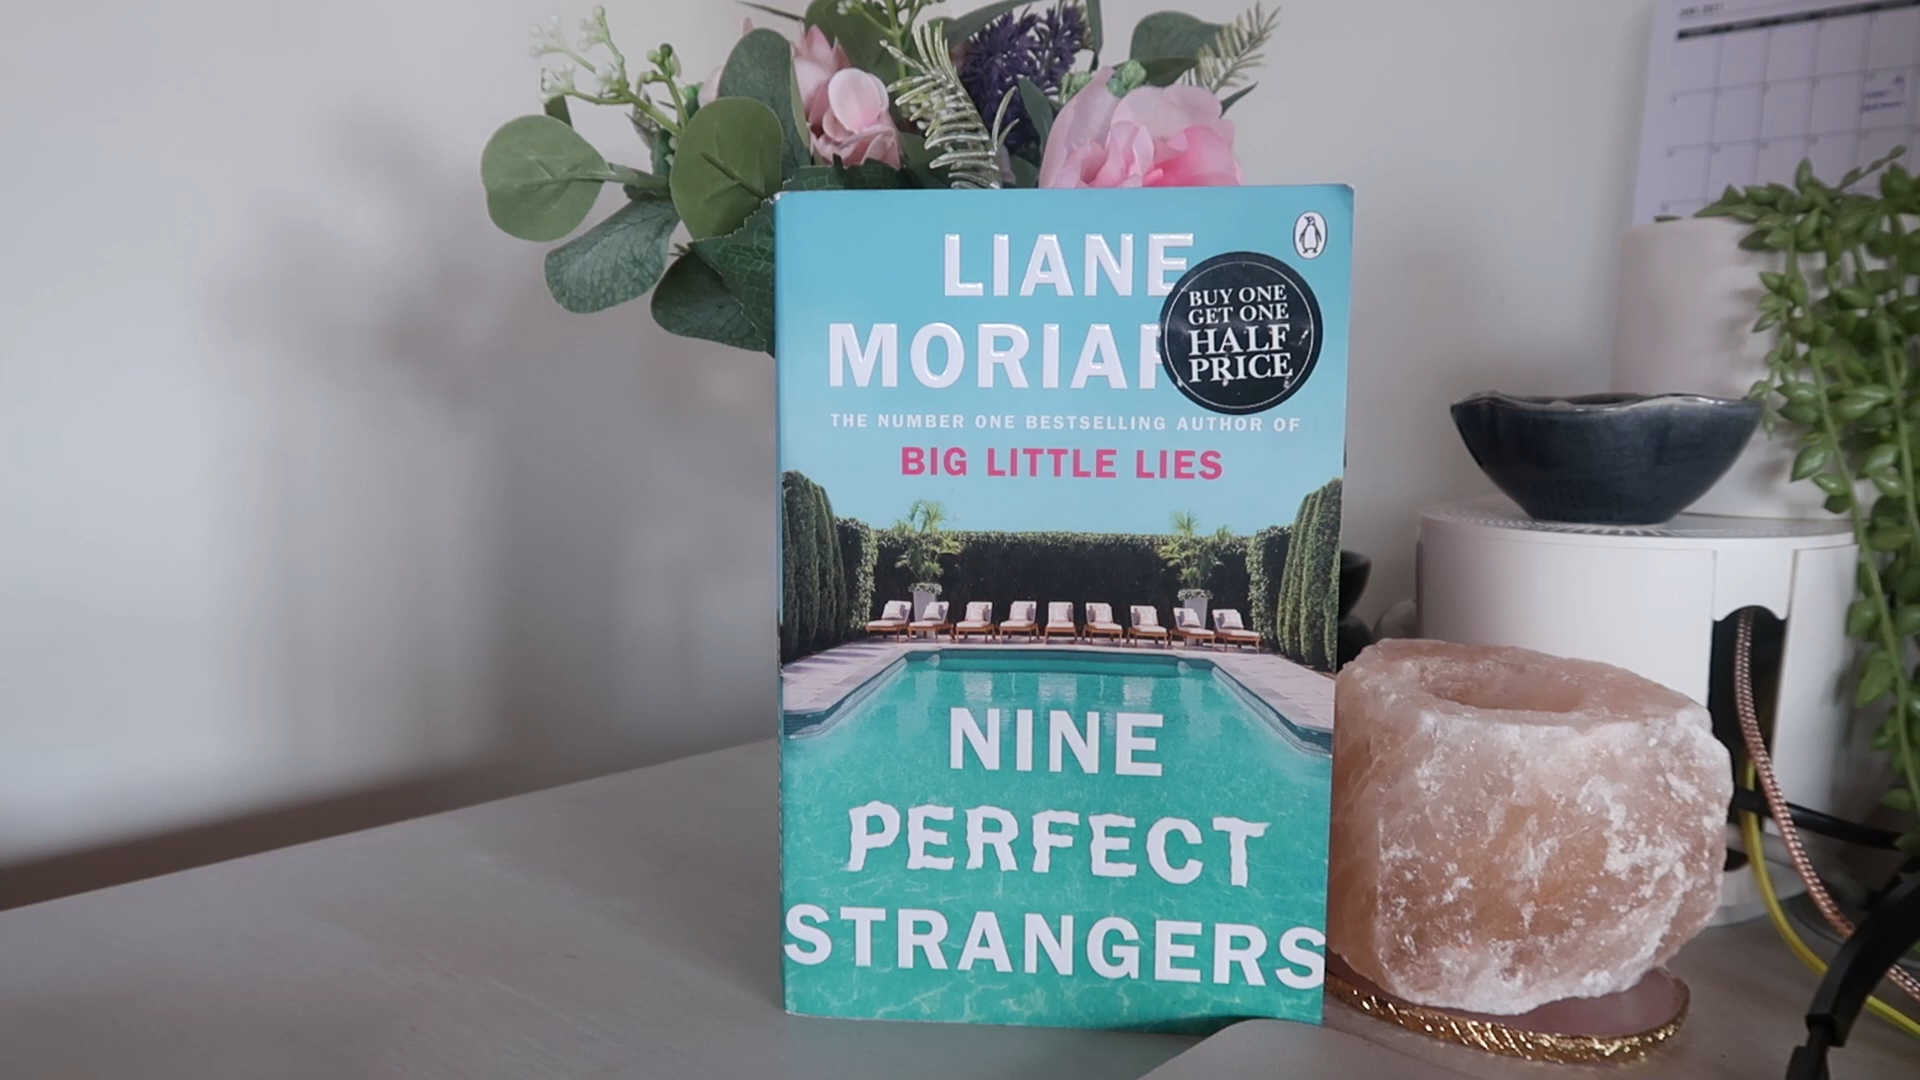 LIANE
MORIAR
BUY ONE
GET ONE
HALF
PRICE
THE NUMBER ONE BESTSELLING AUTHOR OF
BIG LITTLE LIES
NINE
PERFECT
STRANGERS